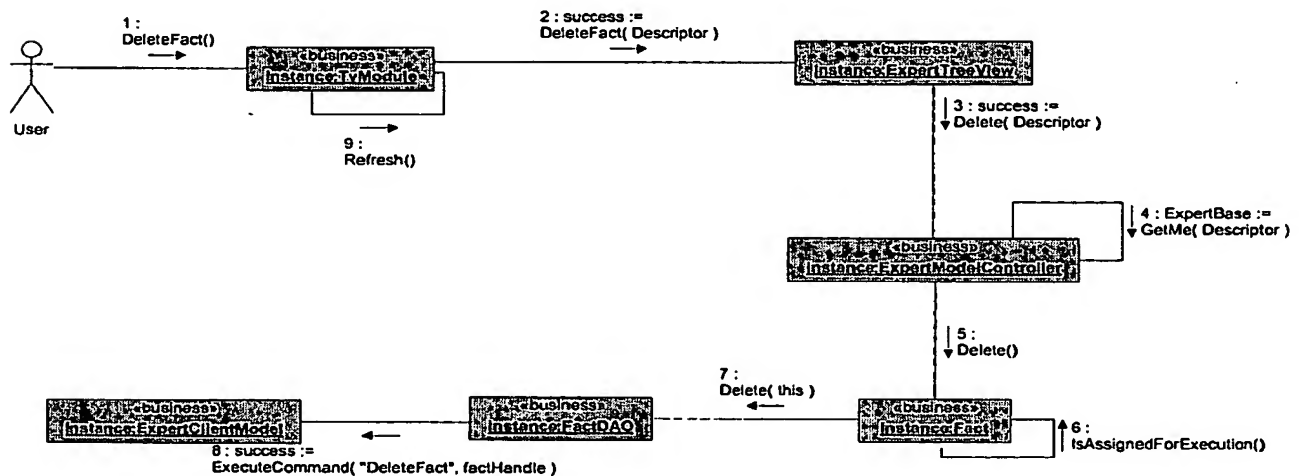 1 :
DeleteFact()
2 : success :=
DeleteFact( Descriptor )
«business»
Instance:TvModule
«business»
Instance:ExpertTreeView
User
9 :
Refresh()
3 : success :=
Delete( Descriptor )
4 : ExpertBase :=
GetMe( Descriptor )
«business»
Instance:ExpertModelController
5 :
Delete()
7 :
Delete( this )
«business»
Instance:ExpertClientModel
«business»
Instance:FactDAO
«business»
Instance:Fact
6 :
IsAssignedForExecution()
8 : success :=
ExecuteCommand( "DeleteFact", factHandle )